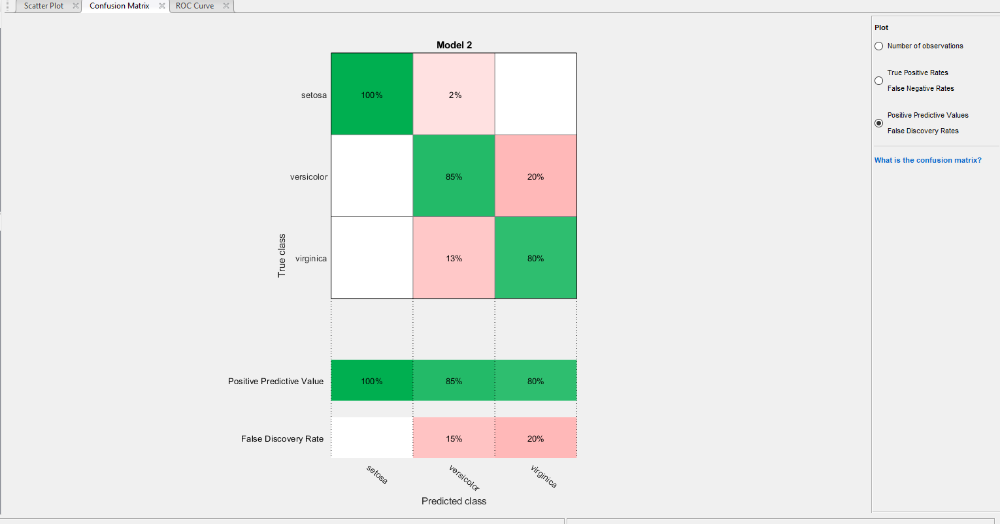 Scatter Plot
Confusion Matrix
ROC Curve
Plot
Model 2
Number of observations
True Positive Rates
False Negative Rates
Positive Predictive Values
False Discovery Rates
What is the confusion matrix?
setosa
100%
2%
versicolor
85%
20%
True class
virginica
13%
80%
Positive Predictive Value
100%
85%
80%
False Discovery Rate
15%
20%
setosa
versicolor
virginica
Predicted class